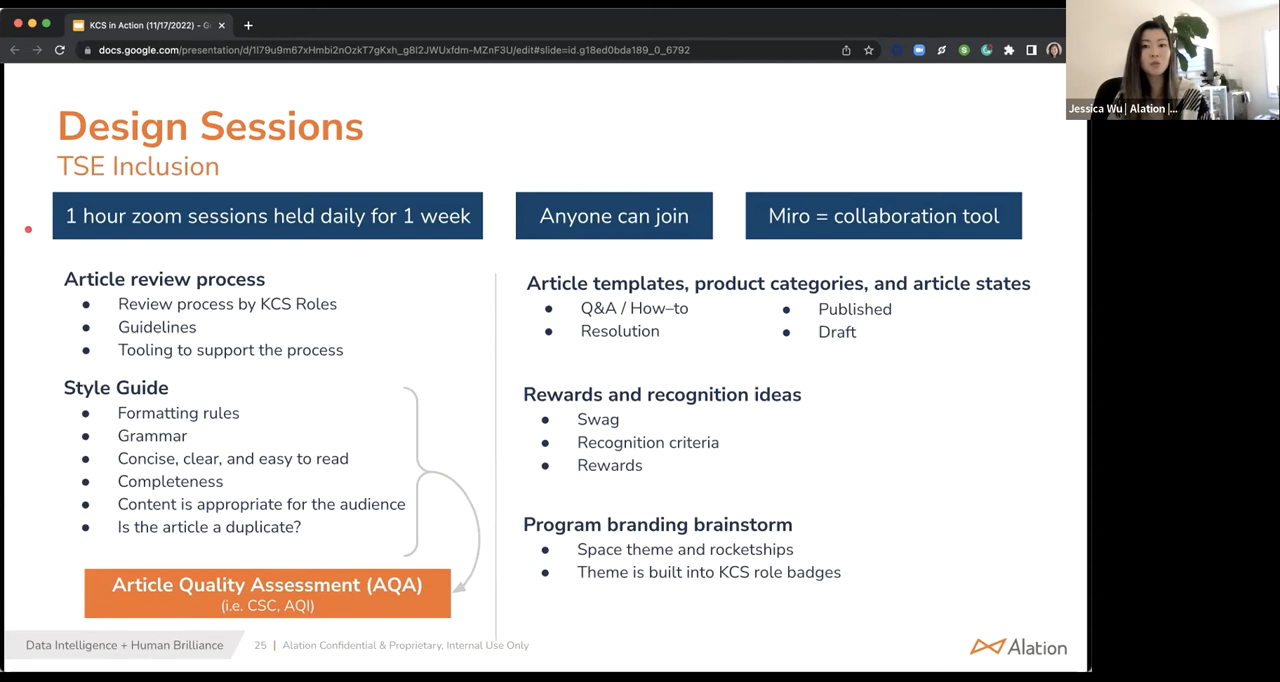 KCS in Action (11/17/2022) - G
docs.google.com/presentation/d/1l79u9m67xHmbi2nOzkT7gKxh_g8l2JWUxfdm-MZnF3U/edit#slide=id.g18ed0bda189_0_6792
Jessica Wu | Alation |...
Design Sessions
TSE Inclusion
1 hour zoom sessions held daily for 1 week
Anyone can join
Miro = collaboration tool
Article review process
● Review process by KCS Roles
● Guidelines
● Tooling to support the process
Style Guide
● Formatting rules
● Grammar
● Concise, clear, and easy to read
● Completeness
● Content is appropriate for the audience
● Is the article a duplicate?
Article Quality Assessment (AQA)
(i.e. CSC, AQI)
Article templates, product categories, and article states
● Q&A / How–to
● Resolution
● Published
● Draft
Rewards and recognition ideas
● Swag
● Recognition criteria
● Rewards
Program branding brainstorm
● Space theme and rocketships
● Theme is built into KCS role badges
Data Intelligence + Human Brilliance
25 | Alation Confidential & Proprietary, Internal Use Only
Alation